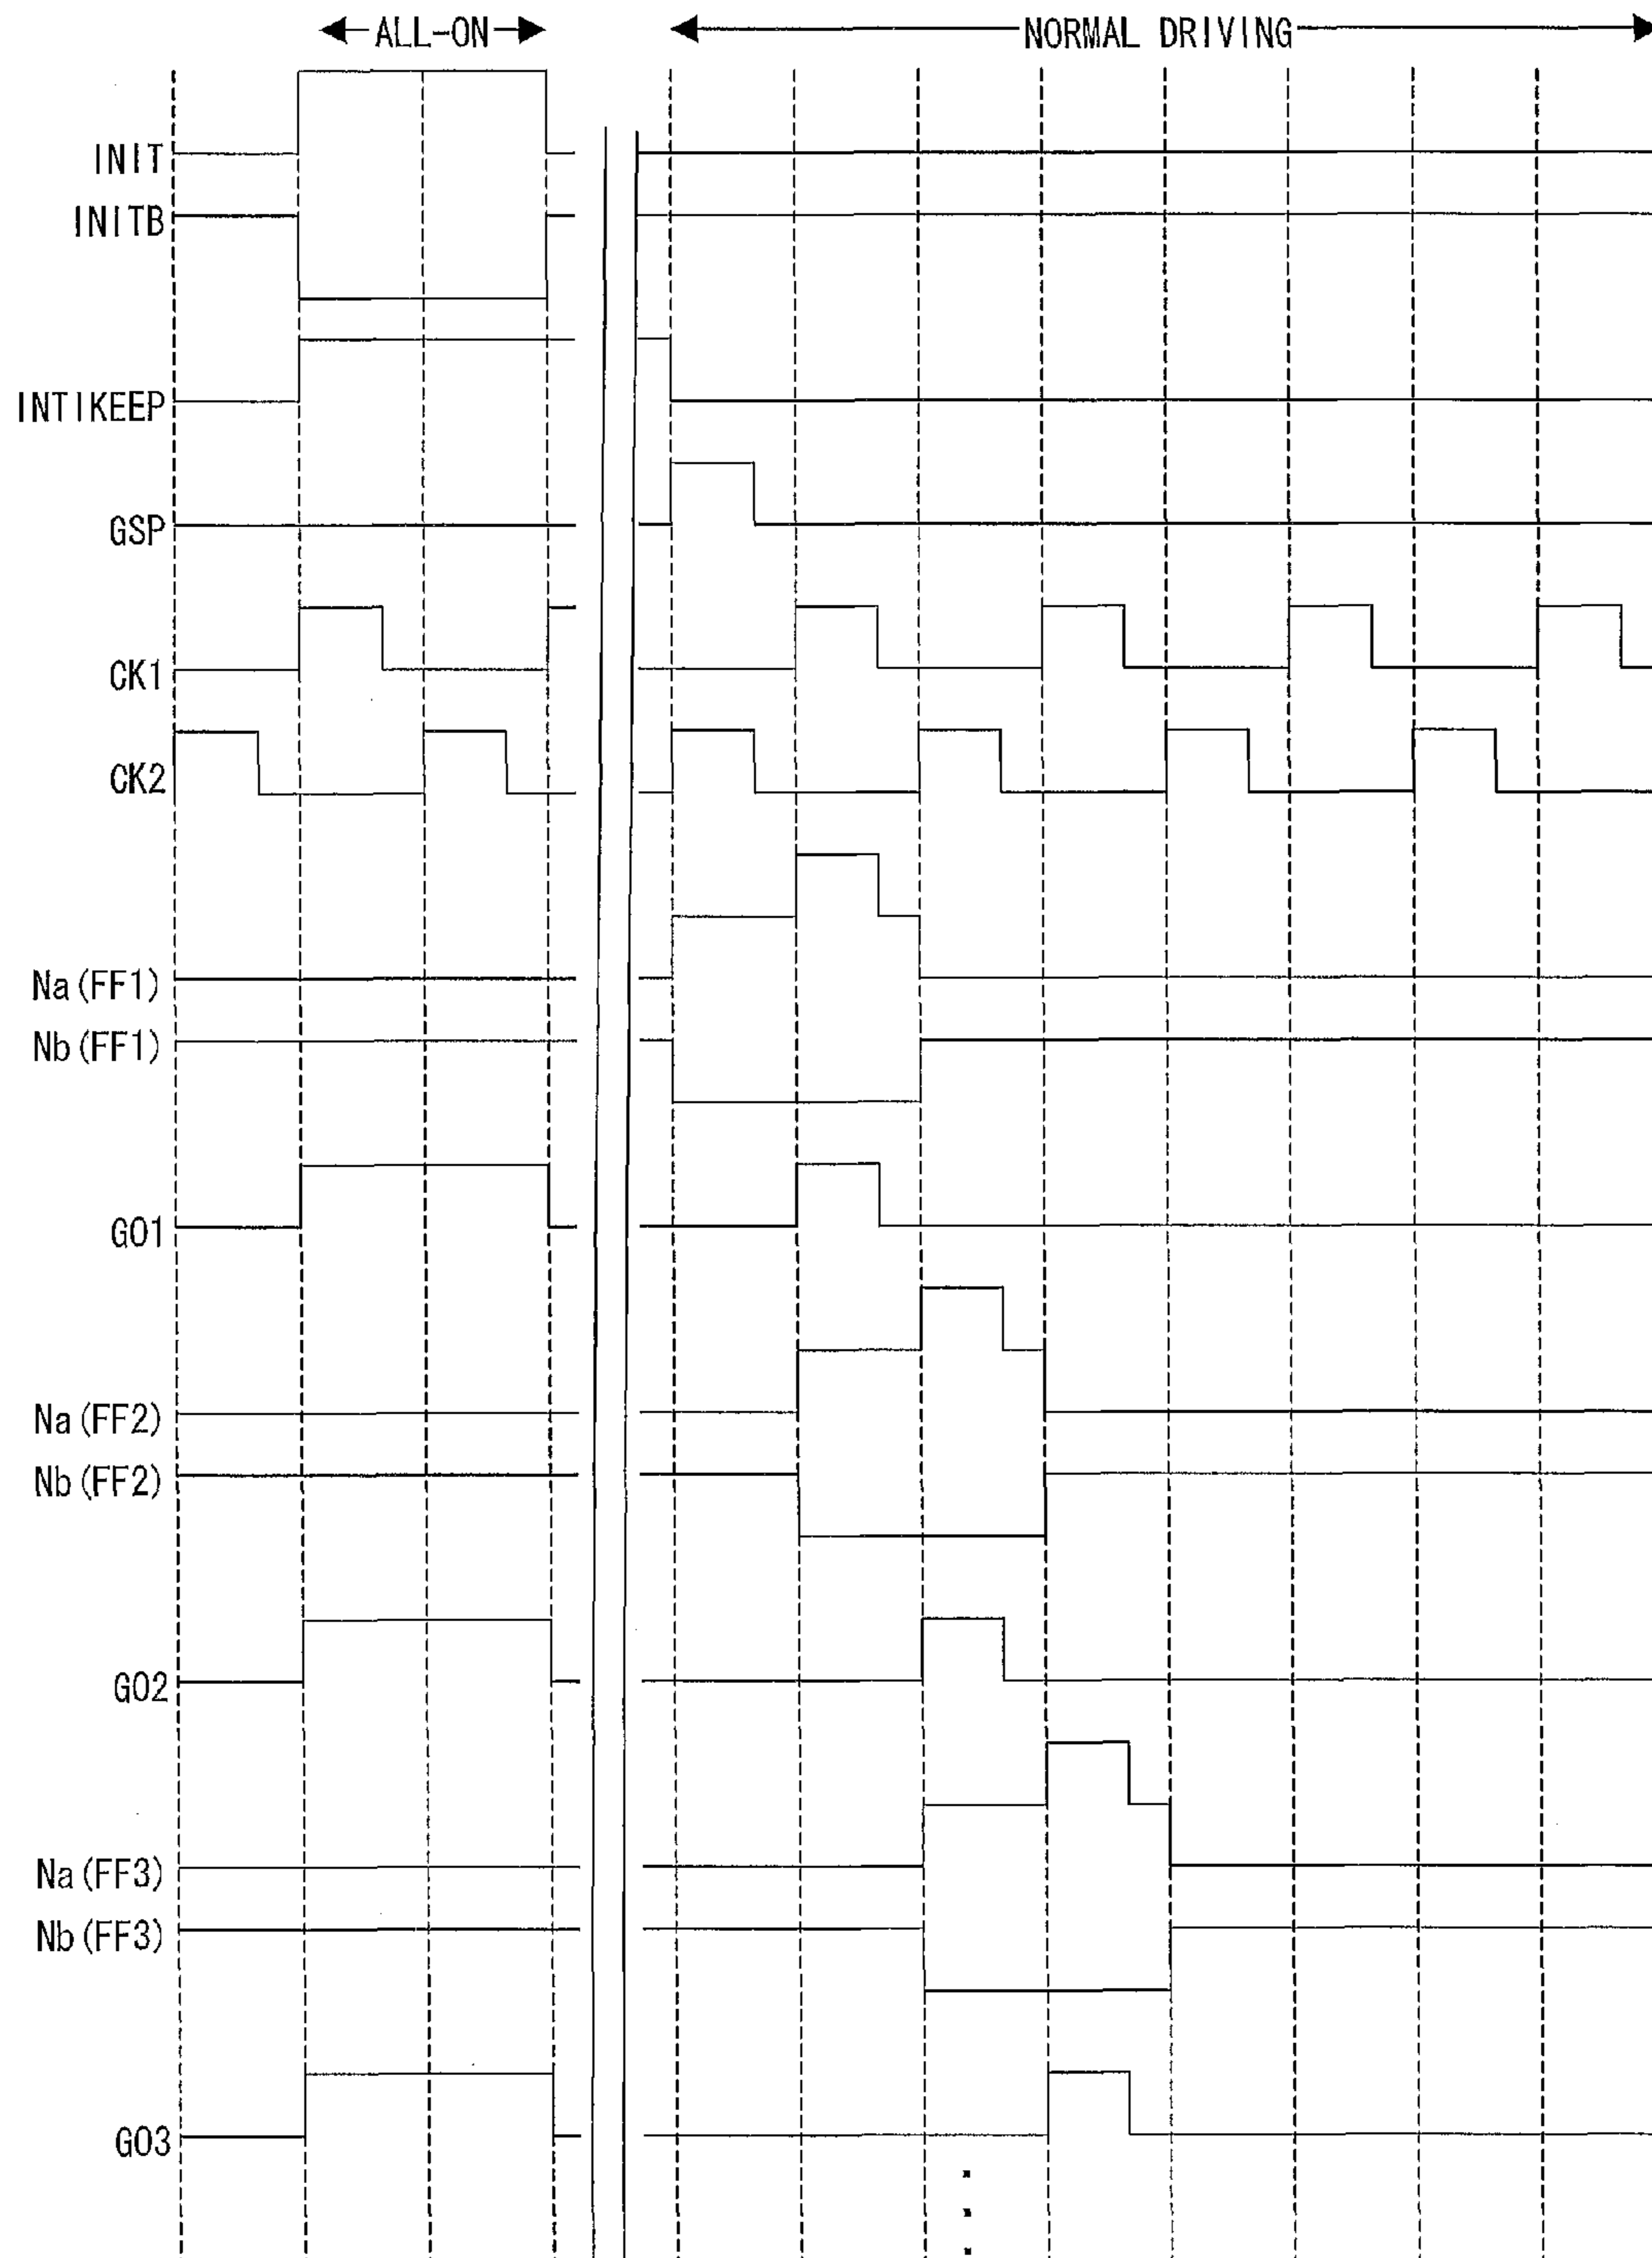 ALL-ON
NORMAL DRIVING
INIT
INITB
INTIKEEP
GSP
CK1
CK2
Na(FF1)
Nb(FF1)
GO1
Na(FF2)
Nb(FF2)
GO2
Na(FF3)
Nb(FF3)
GO3